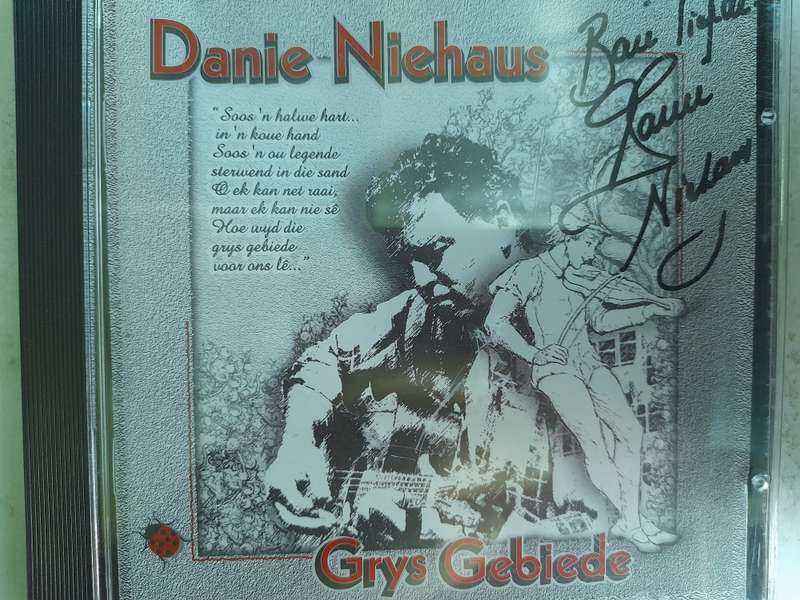 Danie Niehaus
"Soos 'n halwe hart...
in 'n koue hand
Soos 'n ou legende
sterwend in die sand
O ek kan net raai,
maar ek kan nie sê
Hoe wyd die
grys gebiede
voor ons lê..."
Grys Gebiede